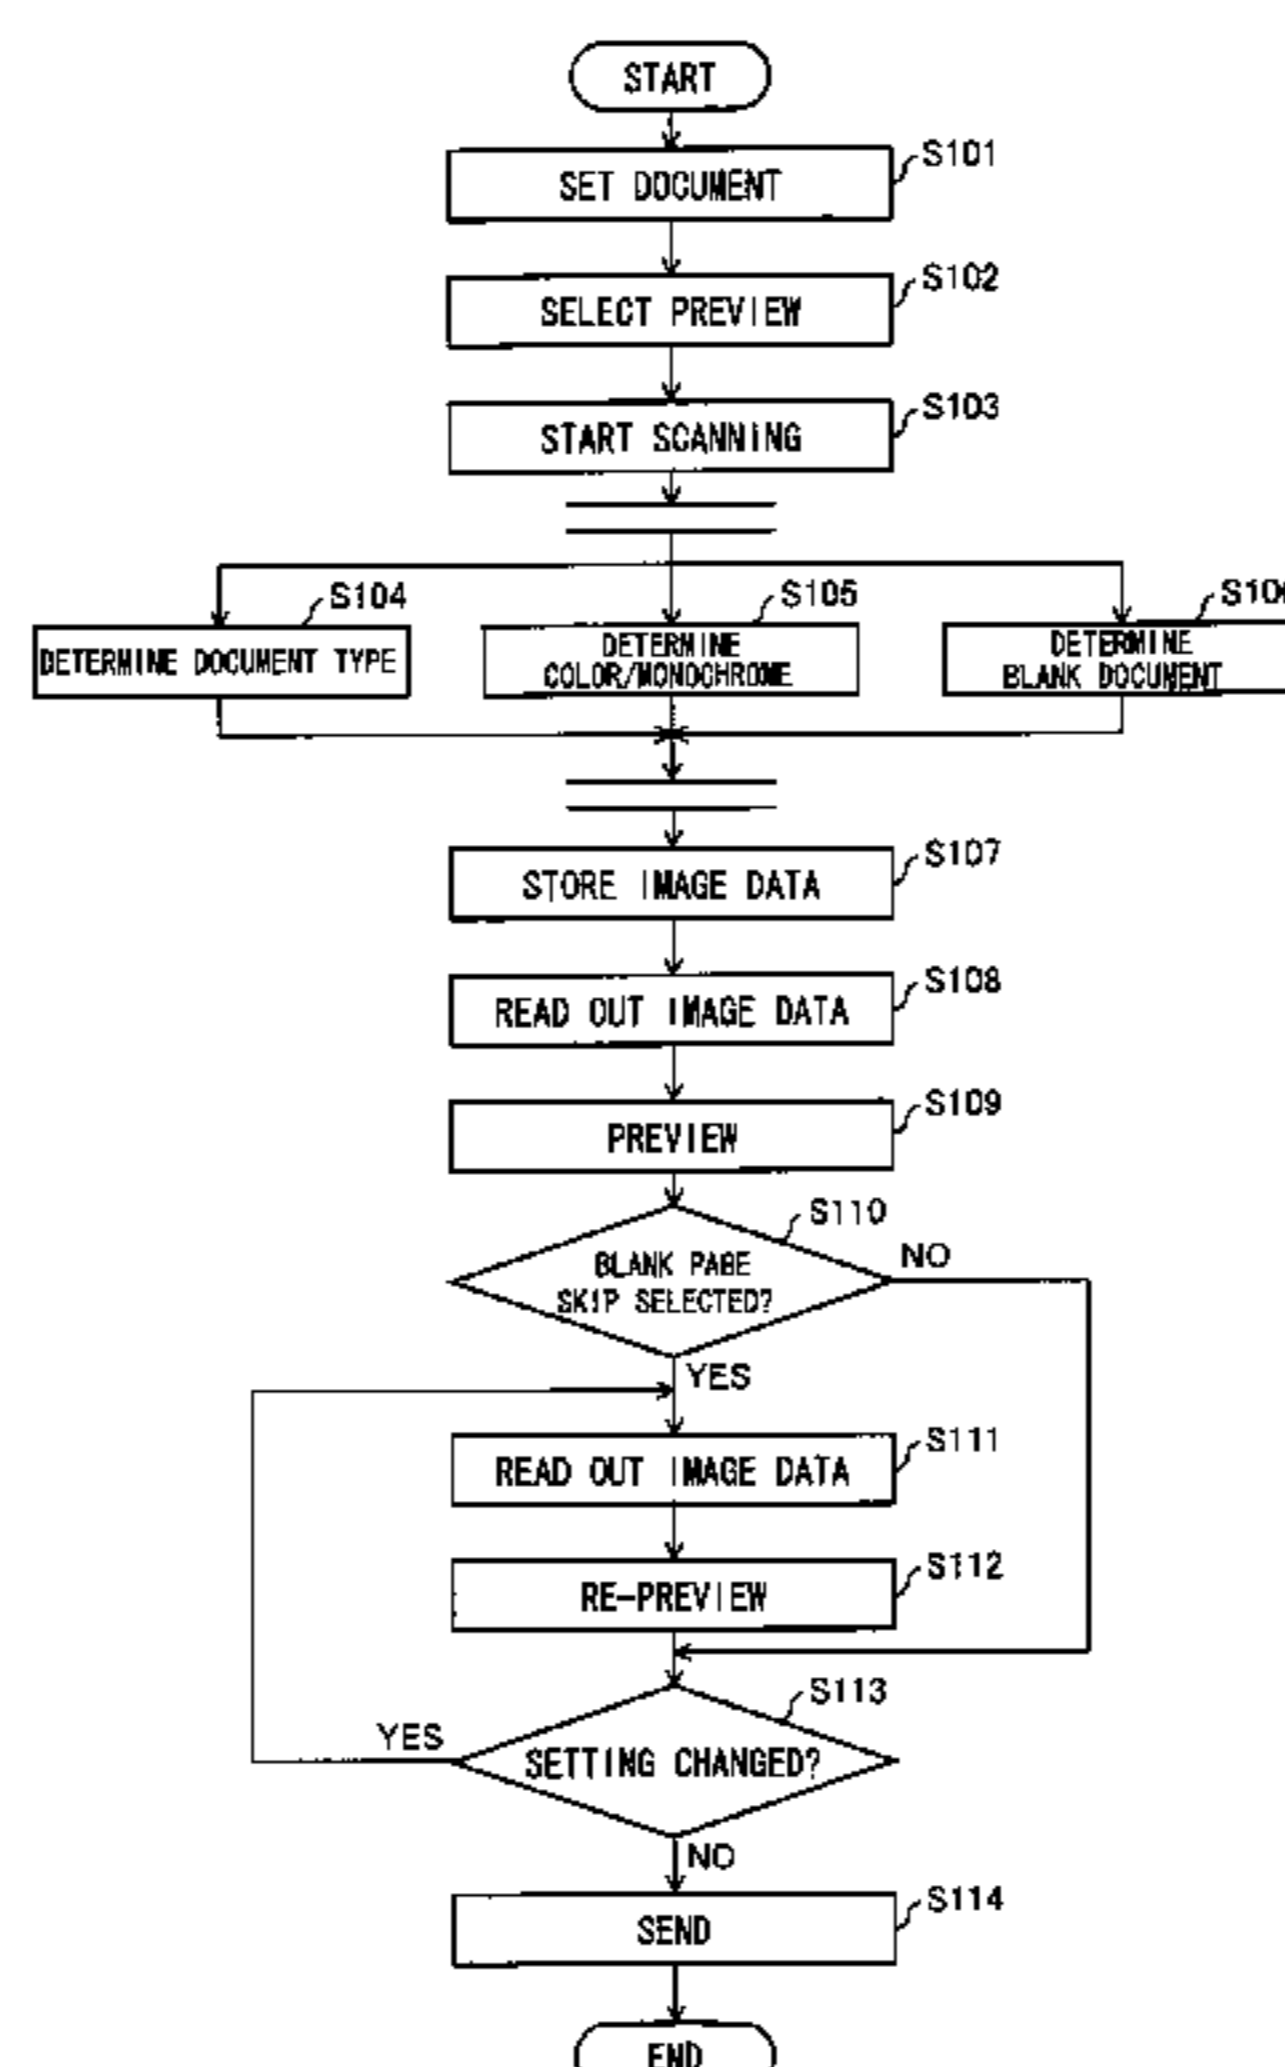 START
S101
SET DOCUMENT
S102
SELECT PREVIEW
S103
START SCANNING
S104
DETERMINE DOCUMENT TYPE
S105
DETERMINE
COLOR/MONOCHROME
S106
DETERMINE
BLANK DOCUMENT
S107
STORE IMAGE DATA
S108
READ OUT IMAGE DATA
S109
PREVIEW
S110
BLANK PAGE
SKIP SELECTED?
NO
YES
S111
READ OUT IMAGE DATA
S112
RE-PREVIEW
S113
YES
SETTING CHANGED?
NO
S114
SEND
END